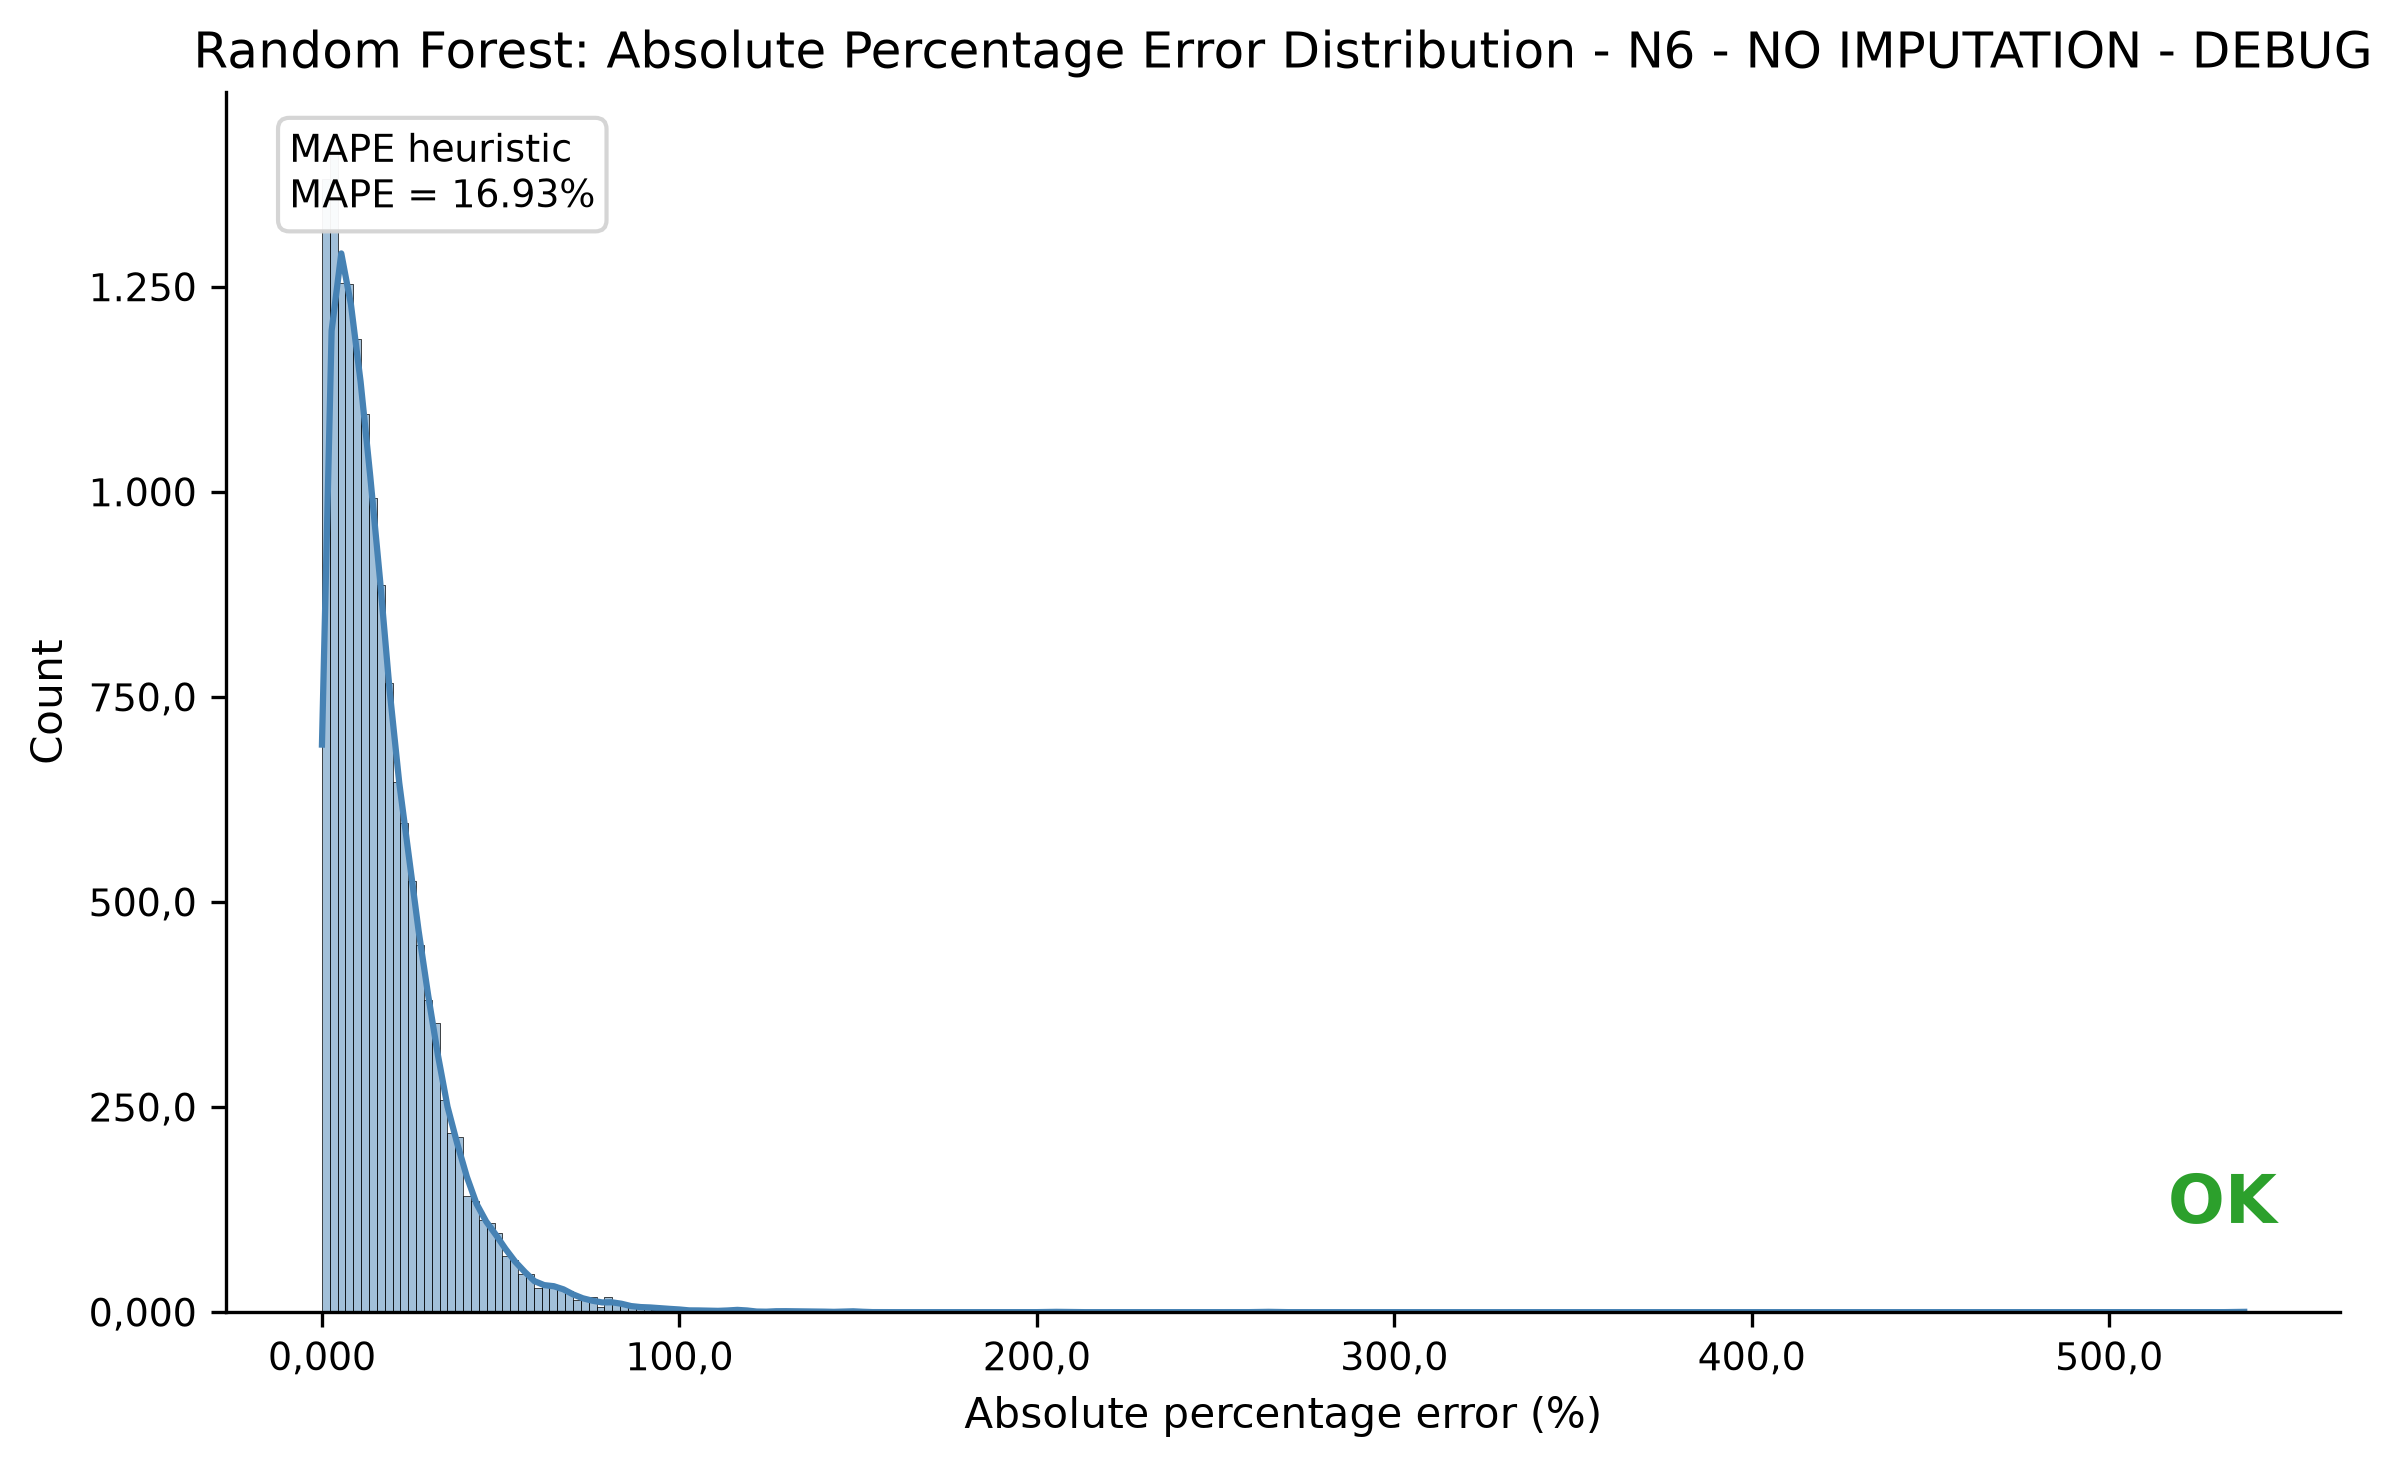 Random Forest: Absolute Percentage Error Distribution - N6 - NO IMPUTATION - DEBUG
MAPE heuristic
MAPE = 16.93%
1.250
1.000
750,0
500,0
250,0
0,000
Count
OK
0,000 100,0 200,0 300,0 400,0 500,0
Absolute percentage error (%)